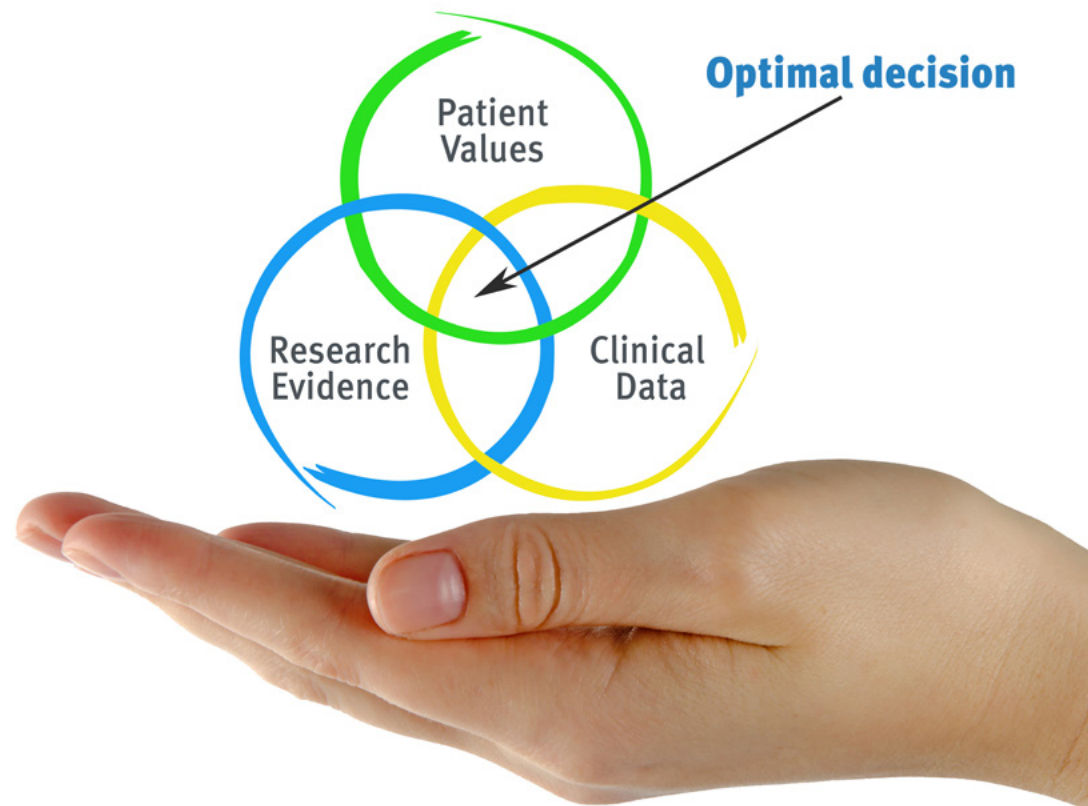 Optimal decision
Patient
Values
Research
Evidence
Clinical
Data